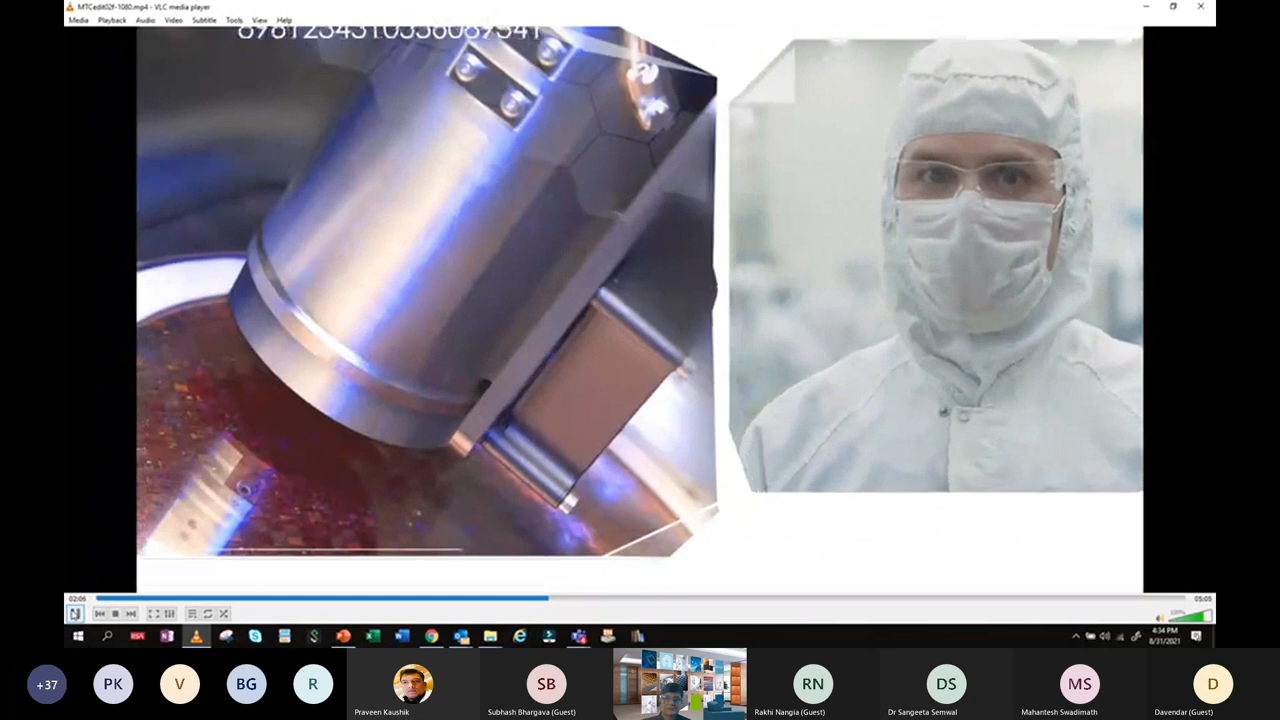 MTCedit02f-1080.mp4 - VLC media player
Media Playback Audio Video Subtitle Tools View Help
02:06
05:05
4:34 PM
8/31/2021
+37
PK
V
BG
R
SB
RN
DS
MS
D
Praveen Kaushik
Subhash Bhargava (Guest)
Rakhi Nangia (Guest)
Dr Sangeeta Semwal
Mahantesh Swadimath
Davendar (Guest)